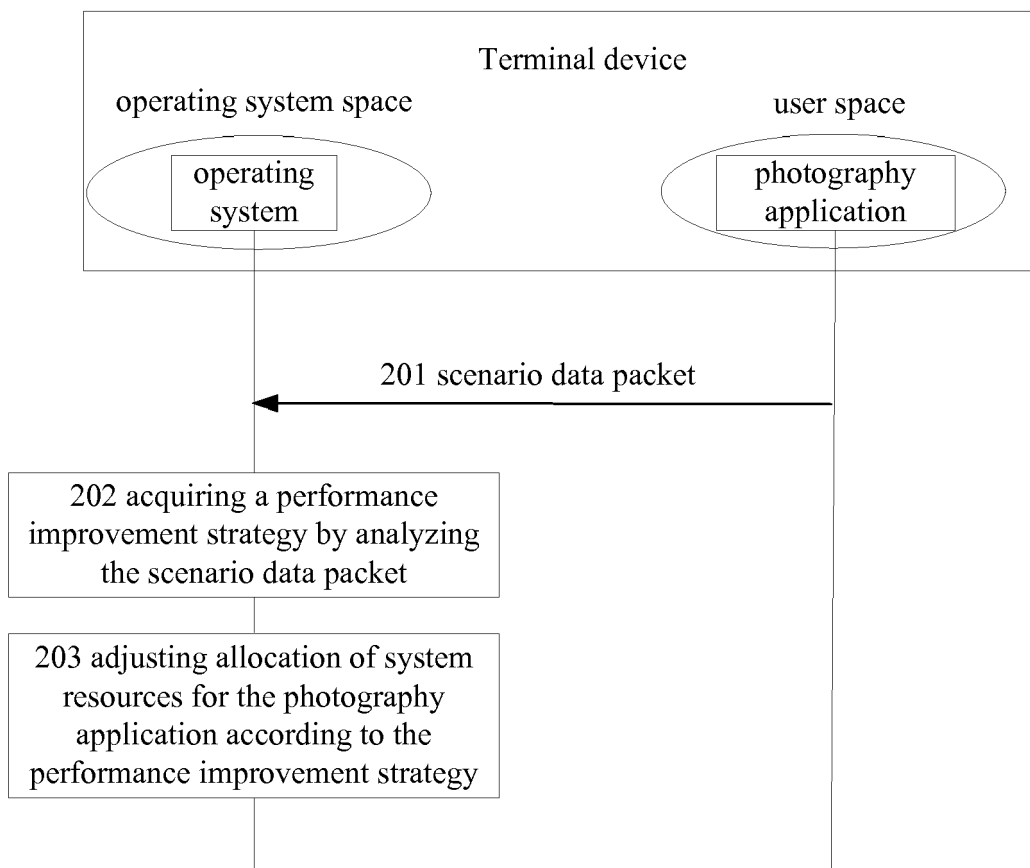 Terminal device
operating system space
user space
operating
system
photography
application
201 scenario data packet
202 acquiring a performance
improvement strategy by analyzing
the scenario data packet
203 adjusting allocation of system
resources for the photography
application according to the
performance improvement strategy